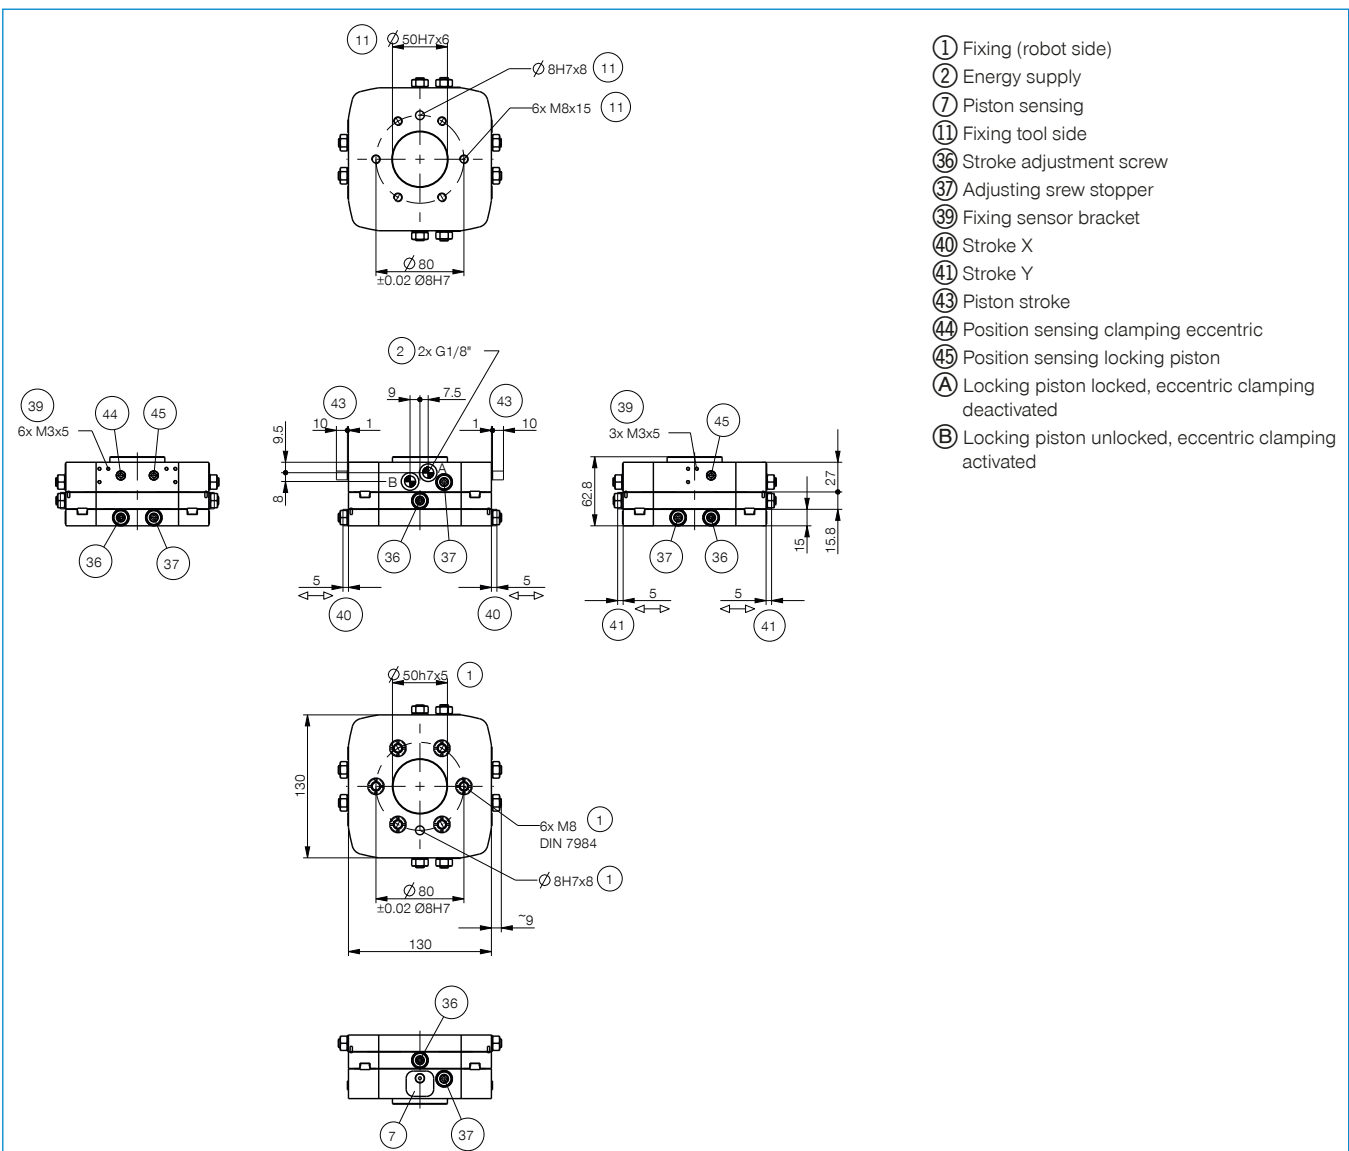 11 Ø 50H7x6
Ø 8H7x8 11
6x M8x15 11
Ø 80
±0.02 Ø8H7
1 Fixing (robot side)
2 Energy supply
7 Piston sensing
11 Fixing tool side
36 Stroke adjustment screw
37 Adjusting srew stopper
39 Fixing sensor bracket
40 Stroke X
41 Stroke Y
43 Piston stroke
44 Position sensing clamping eccentric
45 Position sensing locking piston
A Locking piston locked, eccentric clamping
deactivated
B Locking piston unlocked, eccentric clamping
activated
39
6x M3x5
44
45
36
37
2 2x G1/8"
43
9
7.5
43
10
1
1
10
9.5
8
A
B
36
37
5
5
40
40
39
3x M3x5
45
62.8
27
15
15.8
37
36
5
5
41
41
Ø 50h7x5 1
130
6x M8 1
DIN 7984
Ø 8H7x8 1
Ø 80
±0.02 Ø8H7
~9
130
36
7
37